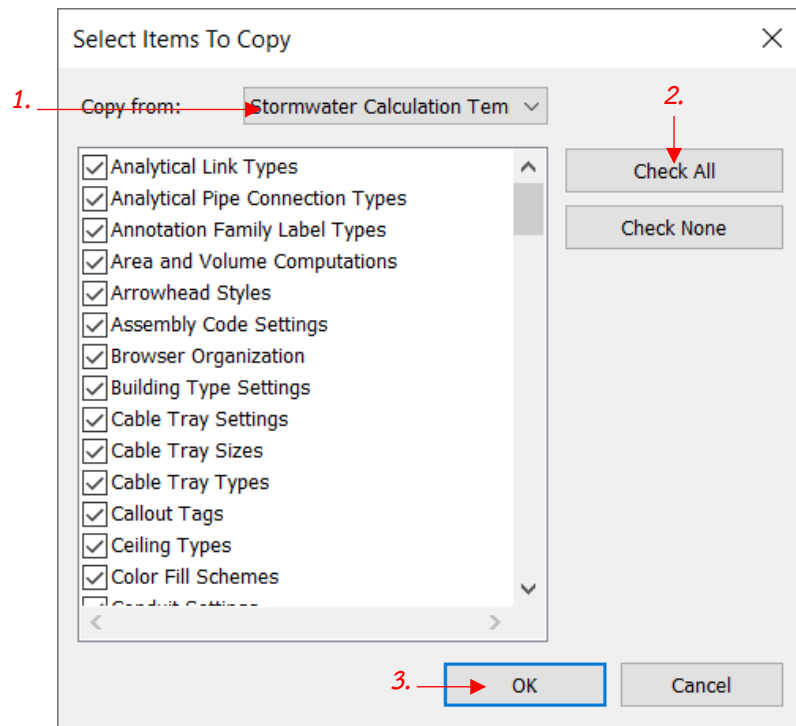 Select Items To Copy
1. Copy from: Stormwater Calculation Tem
2.
Analytical Link Types
Check All
Analytical Pipe Connection Types
Annotation Family Label Types
Check None
Area and Volume Computations
Arrowhead Styles
Assembly Code Settings
Browser Organization
Building Type Settings
Cable Tray Settings
Cable Tray Sizes
Cable Tray Types
Callout Tags
Ceiling Types
Color Fill Schemes
Conduit Settings
3. OK Cancel